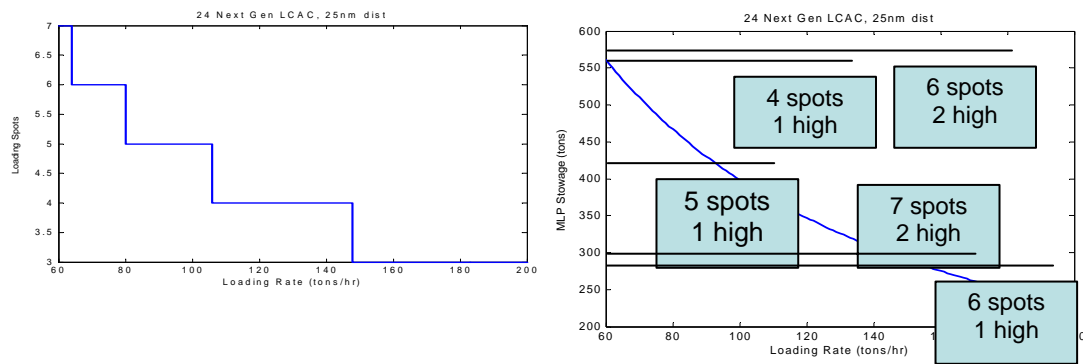 24 Next Gen LCAC, 25nm dist
7
6.5
6
5.5
5
4.5
4
3.5
3
Loading Spots
60
80
100
120
140
160
180
200
Loading Rate (tons/hr)
24 Next Gen LCAC, 25nm dist
600
550
500
450
400
350
300
250
200
MLP Stowage (tons)
4 spots
1 high
6 spots
2 high
5 spots
1 high
7 spots
2 high
6 spots
1 high
60
80
100
120
140
Loading Rate (tons/hr)